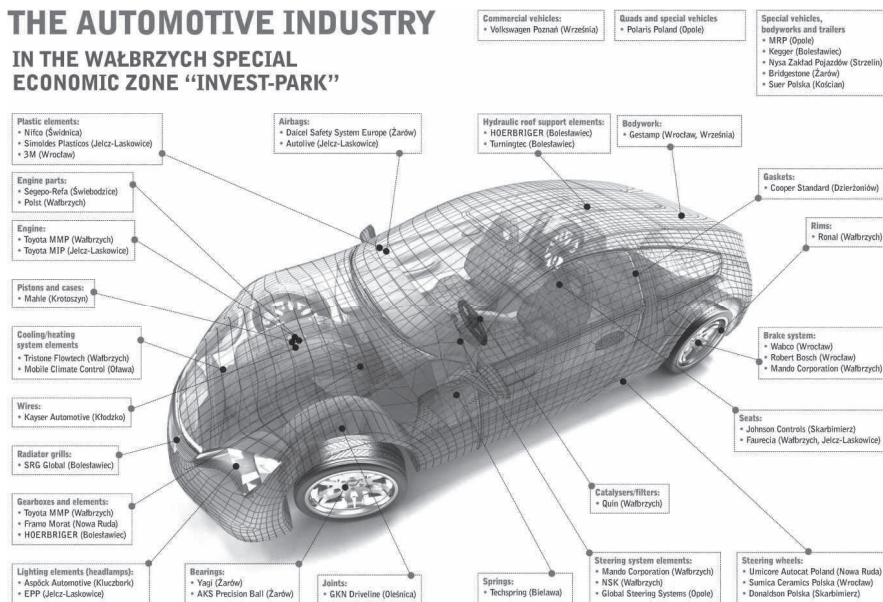 THE AUTOMOTIVE INDUSTRY
IN THE WAŁBRZYCH SPECIAL
ECONOMIC ZONE “INVEST-PARK”
Commercial vehicles:
• Volkswagen Poznań (Września)
Quads and special vehicles
• Polaris Poland (Opole)
Special vehicles,
bodyworks and trailers
• MRP (Opole)
• Kegger (Bolesławiec)
• Nysa Zakład Pojazdów (Strzelin)
• Bridgestone (Żarów)
• Suer Polska (Kościan)
Plastic elements:
• Nifco (Świdnica)
• Simoldes Plasticos (Jelcz-Laskowice)
• 3M (Wrocław)
Airbags:
• Daicel Safety System Europe (Żarów)
• Autolive (Jelcz-Laskowice)
Hydraulic roof support elements:
• HOERBRIGER (Bolesławiec)
• Turningtec (Bolesławiec)
Bodywork:
• Gestamp (Wrocław, Września)
Engine parts:
• Segepo-Refa (Świebodzice)
• Polst (Wałbrzych)
Gaskets:
• Cooper Standard (Dzierżoniów)
Engine:
• Toyota MMP (Wałbrzych)
• Toyota MIP (Jelcz-Laskowice)
Rims:
• Ronal (Wałbrzych)
Pistons and cases:
• Mahle (Krotoszyn)
Cooling/heating
system elements
• Tristone Flowtech (Wałbrzych)
• Mobile Climate Control (Oława)
Brake system:
• Wabco (Wrocław)
• Robert Bosch (Wrocław)
• Mando Corporation (Wałbrzych)
Wires:
• Kayser Automotive (Kłodzko)
Seats:
• Johnson Controls (Skarbimierz)
• Faurecia (Wałbrzych, Jelcz-Laskowice)
Radiator grills:
• SRG Global (Bolesławiec)
Gearboxes and elements:
• Toyota MMP (Wałbrzych)
• Framo Morat (Nowa Ruda)
• HOERBRIGER (Bolesławiec)
Catalysers/filters:
• Quin (Wałbrzych)
Lighting elements (headlamps):
• Aspöck Automotive (Kluczbork)
• EPP (Jelcz-Laskowice)
Bearings:
• Yagi (Żarów)
• AKS Precision Ball (Żarów)
Joints:
• GKN Driveline (Oleśnica)
Springs:
• Techspring (Bielawa)
Steering system elements:
• Mando Corporation (Wałbrzych)
• NSK (Wałbrzych)
• Global Steering Systems (Opole)
Steering wheels:
• Umicore Autocat Poland (Nowa Ruda)
• Sumica Ceramics Polska (Wrocław)
• Donaldson Polska (Skarbimierz)